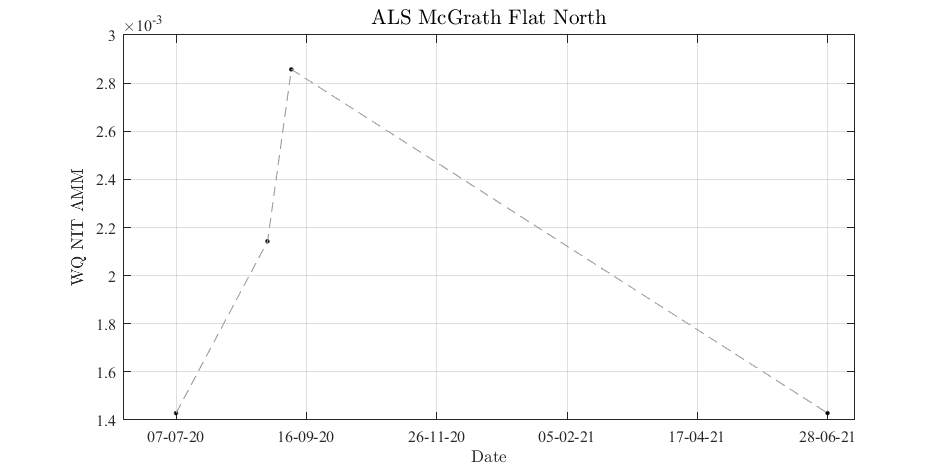 ALS McGrath Flat North
×10-3
3
2.8
2.6
2.4
2.2
2
1.8
1.6
1.4
WQ NIT AMM
07-07-20 16-09-20 26-11-20 05-02-21 17-04-21 28-06-21
Date